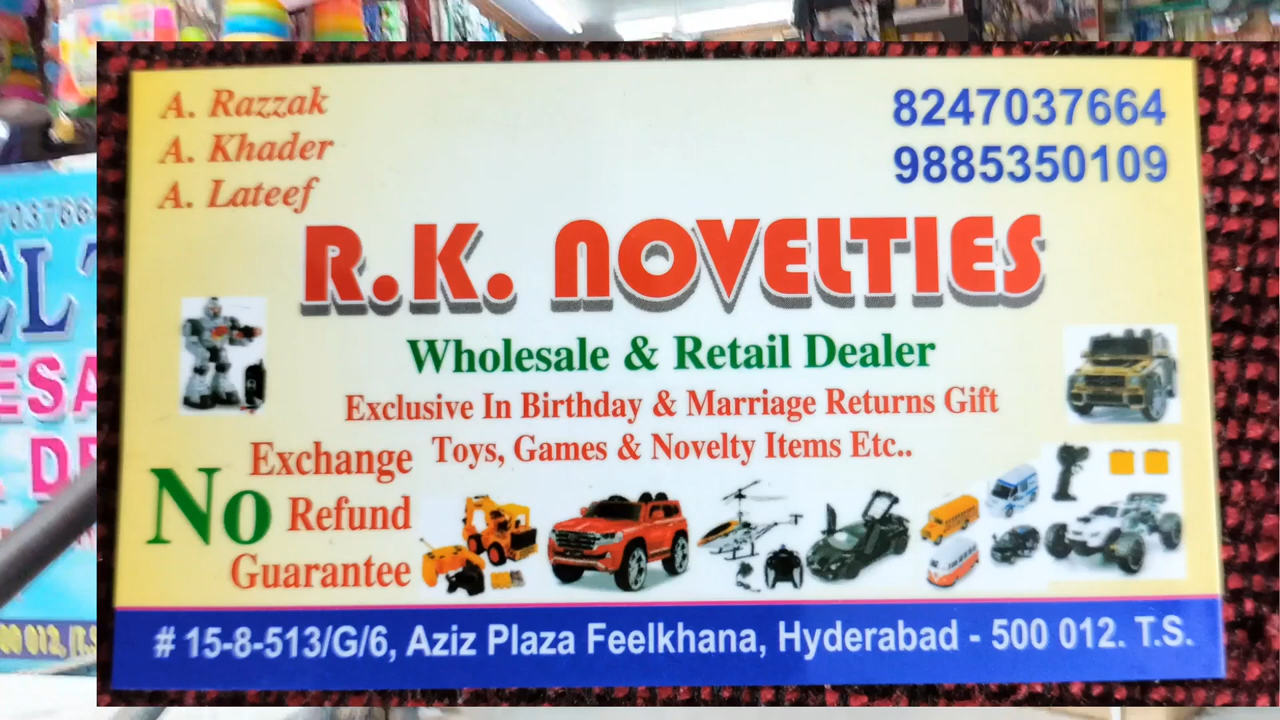 A. Razzak
A. Khader
A. Lateef
8247037664
9885350109
R.K. NOVELTIES
Wholesale & Retail Dealer
Exclusive In Birthday & Marriage Returns Gift
Toys, Games & Novelty Items Etc..
No
Exchange
Refund
Guarantee
# 15-8-513/G/6, Aziz Plaza Feelkhana, Hyderabad - 500 012. T.S.